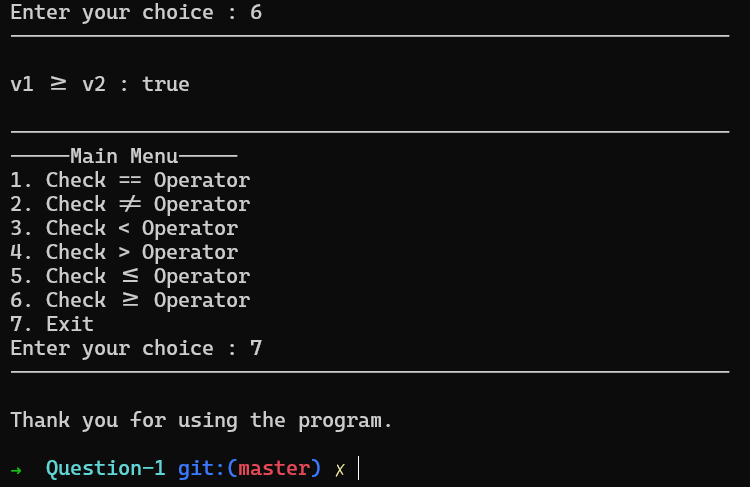 Enter your choice : 6
v1 ≥ v2 : true
-----Main Menu-----
1. Check == Operator
2. Check ≠ Operator
3. Check < Operator
4. Check > Operator
5. Check ≤ Operator
6. Check ≥ Operator
7. Exit
Enter your choice : 7
Thank you for using the program.
→ Question-1 git:(master) ✗